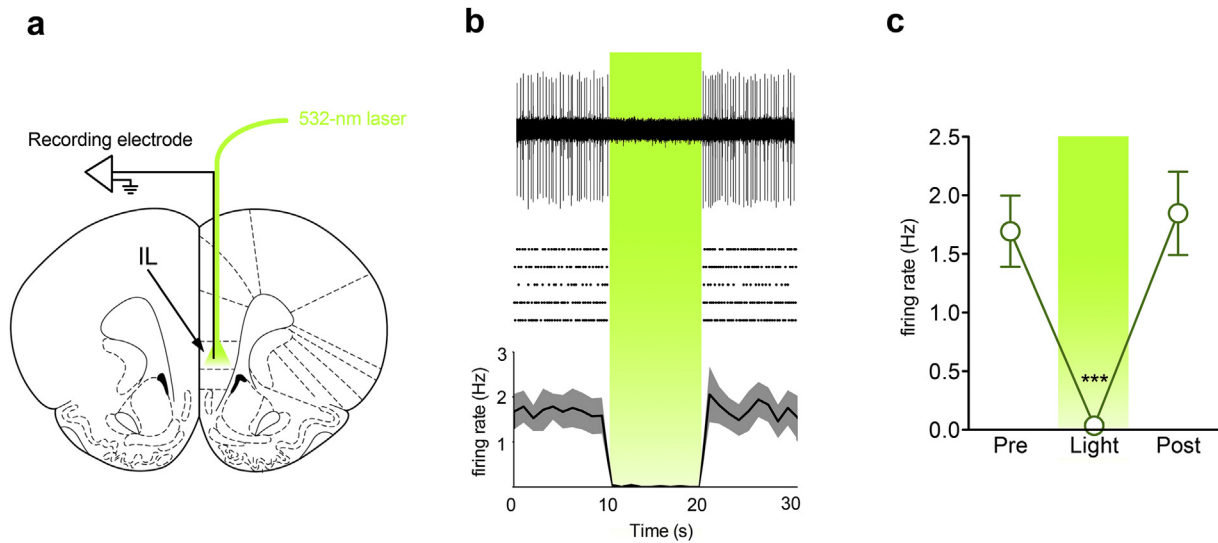 a
532-nm laser
Recording electrode
IL
b
3
2
1
firing rate (Hz)
0 10 20 30
Time (s)
c
2.5
2.0
1.5
1.0
0.5
0.0
firing rate (Hz)
***
Pre Light Post